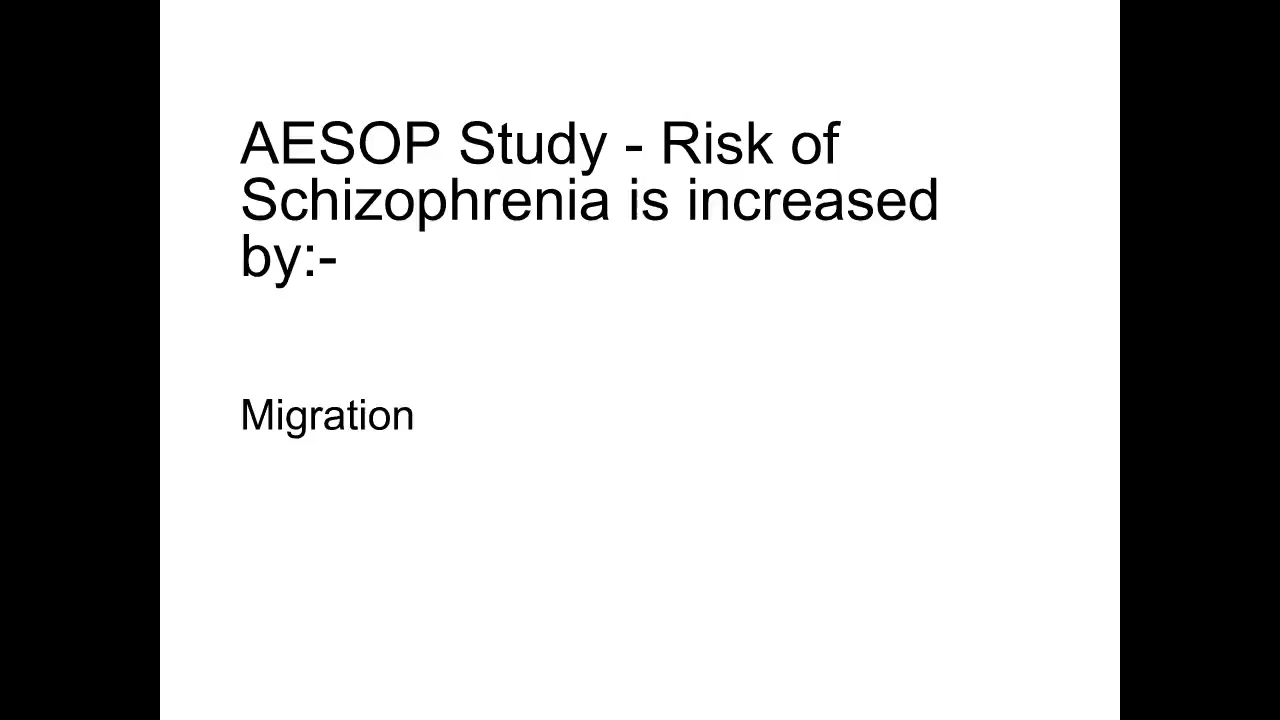 AESOP Study - Risk of
Schizophrenia is increased
by:-
Migration